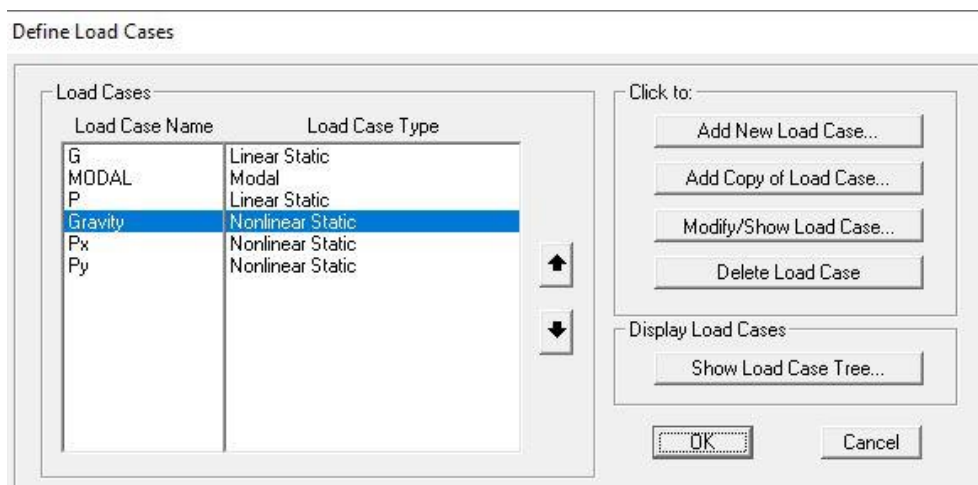 Define Load Cases
Load Cases
Load Case Name Load Case Type
G Linear Static
MODAL Modal
P Linear Static
Gravity Nonlinear Static
Px Nonlinear Static
Py Nonlinear Static
Click to:
Add New Load Case...
Add Copy of Load Case...
Modify/Show Load Case...
Delete Load Case
Display Load Cases
Show Load Case Tree...
OK Cancel